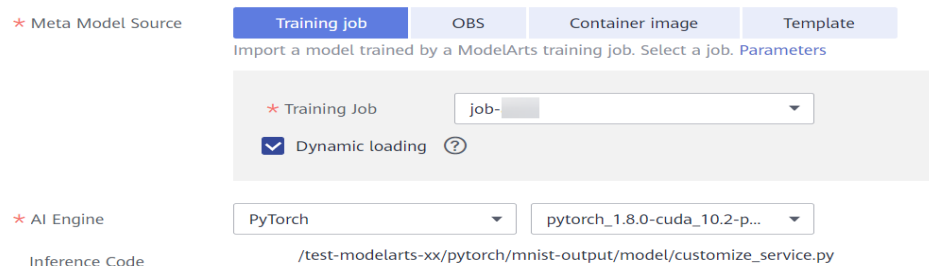 * Meta Model Source Training job OBS Container image Template
Import a model trained by a ModelArts training job. Select a job. Parameters
* Training Job job-
Dynamic loading ?
* AI Engine PyTorch pytorch_1.8.0-cuda_10.2-p...
Inference Code /test-modelarts-xx/pytorch/mnist-output/model/customize_service.py